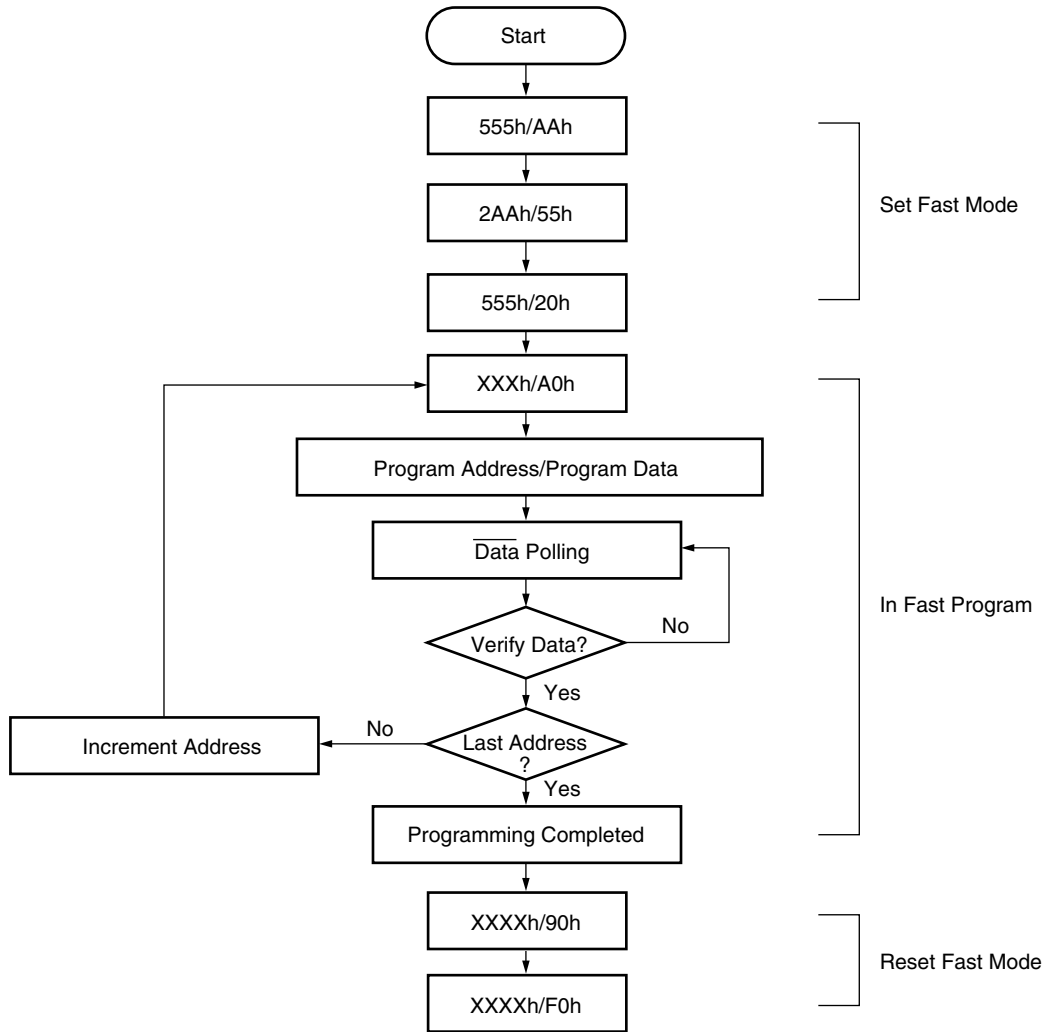 Start
555h/AAh
2AAh/55h
Set Fast Mode
555h/20h
XXXh/A0h
Program Address/Program Data
Data Polling
In Fast Program
Verify Data?
No
Yes
Increment Address
No
Last Address
?
Yes
Programming Completed
XXXXh/90h
Reset Fast Mode
XXXXh/F0h